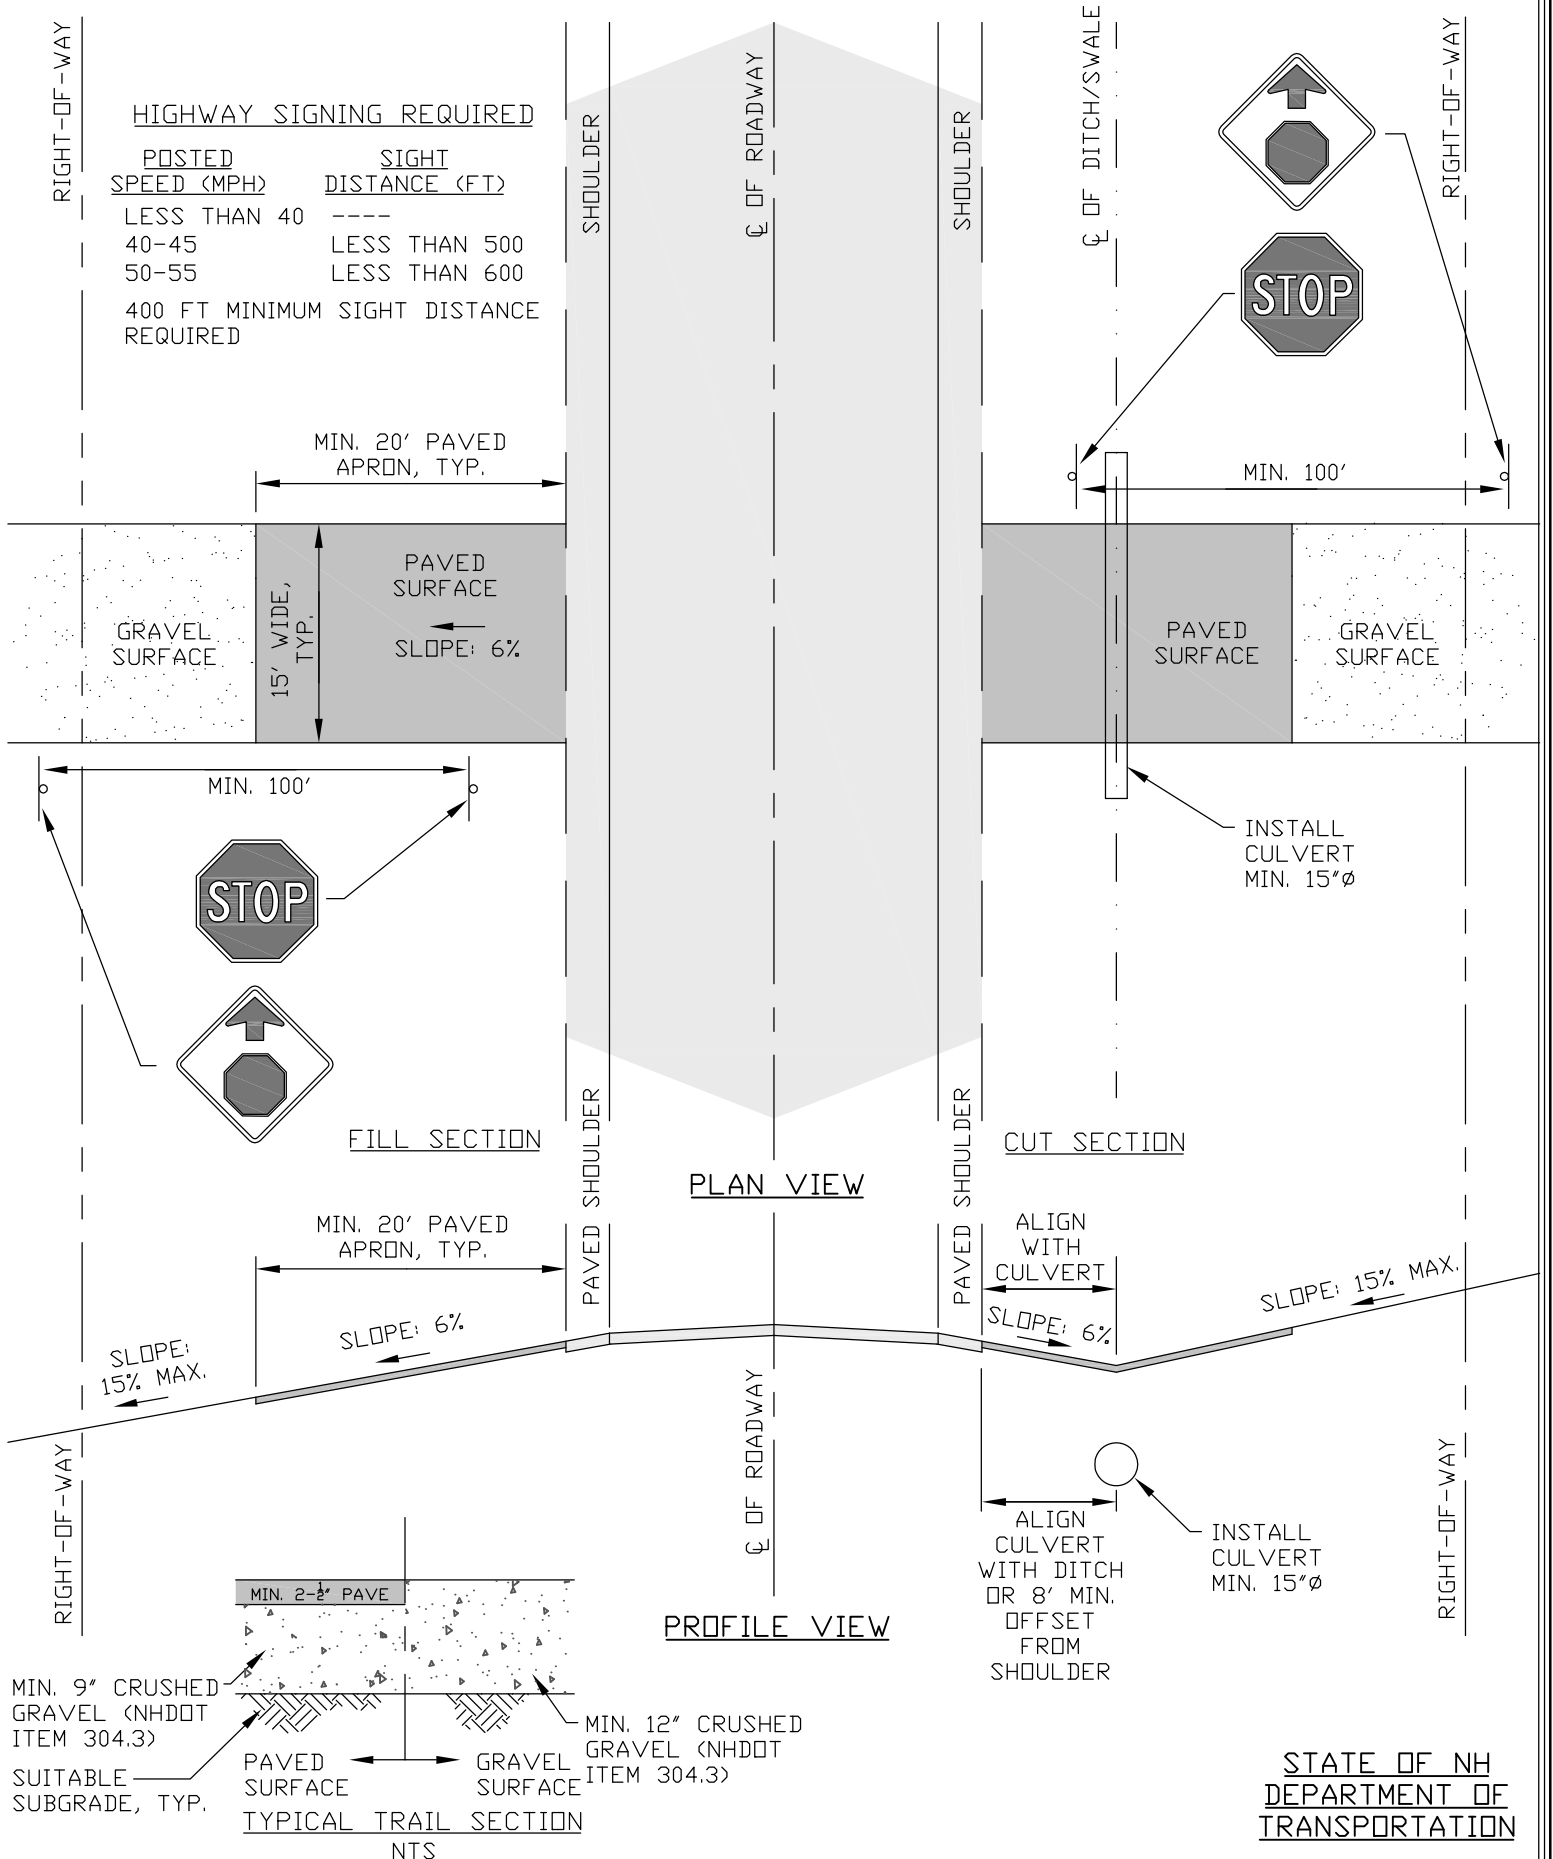 RIGHT-OF-WAY
HIGHWAY SIGNING REQUIRED
POSTED SPEED (MPH)
SIGHT DISTANCE (FT)
LESS THAN 40 ----
40-45 LESS THAN 500
50-55 LESS THAN 600
400 FT MINIMUM SIGHT DISTANCE
REQUIRED
SHOULDER
℄ OF ROADWAY
SHOULDER
℄ OF DITCH/SWALE
RIGHT-OF-WAY
STOP
MIN. 20' PAVED
APRON, TYP.
MIN. 100'
GRAVEL
SURFACE
15' WIDE,
TYP.
PAVED
SURFACE
SLOPE: 6%
PAVED
SURFACE
GRAVEL
SURFACE
MIN. 100'
INSTALL
CULVERT
MIN. 15"Ø
STOP
FILL SECTION
PAVED SHOULDER
PLAN VIEW
PAVED SHOULDER
CUT SECTION
MIN. 20' PAVED
APRON, TYP.
ALIGN
WITH
CULVERT
SLOPE: 15% MAX.
SLOPE: 6%
SLOPE: 6%
SLOPE:
15% MAX.
RIGHT-OF-WAY
℄ OF ROADWAY
ALIGN
CULVERT
WITH DITCH
OR 8' MIN.
OFFSET
FROM
SHOULDER
INSTALL
CULVERT
MIN. 15"Ø
RIGHT-OF-WAY
PROFILE VIEW
MIN. 2-½" PAVE
MIN. 9" CRUSHED
GRAVEL (NHDOT
ITEM 304.3)
SUITABLE
SUBGRADE, TYP.
PAVED
SURFACE
GRAVEL
SURFACE
MIN. 12" CRUSHED
GRAVEL (NHDOT
ITEM 304.3)
TYPICAL TRAIL SECTION
NTS
STATE OF NH
DEPARTMENT OF
TRANSPORTATION